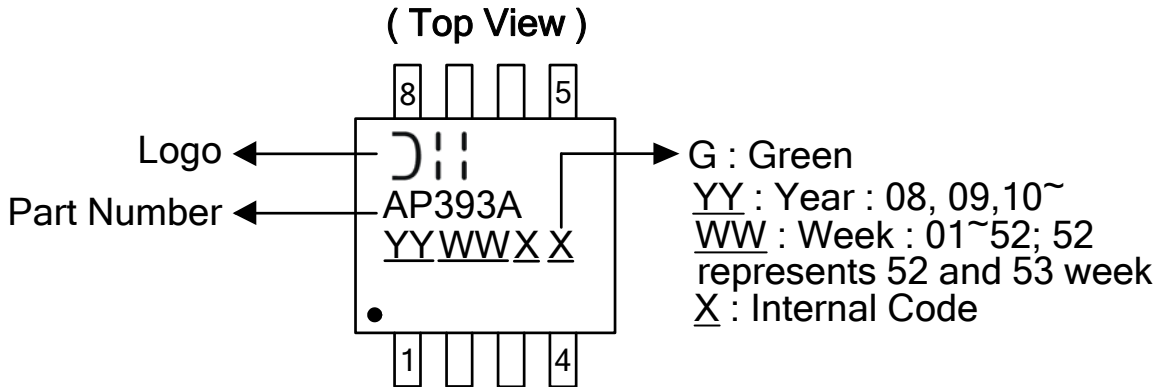 ( Top View )
8 5
Logo
Part Number
AP393A
YYWWX X
1 4
G : Green
YY : Year : 08, 09,10~
WW : Week : 01~52; 52
represents 52 and 53 week
X : Internal Code